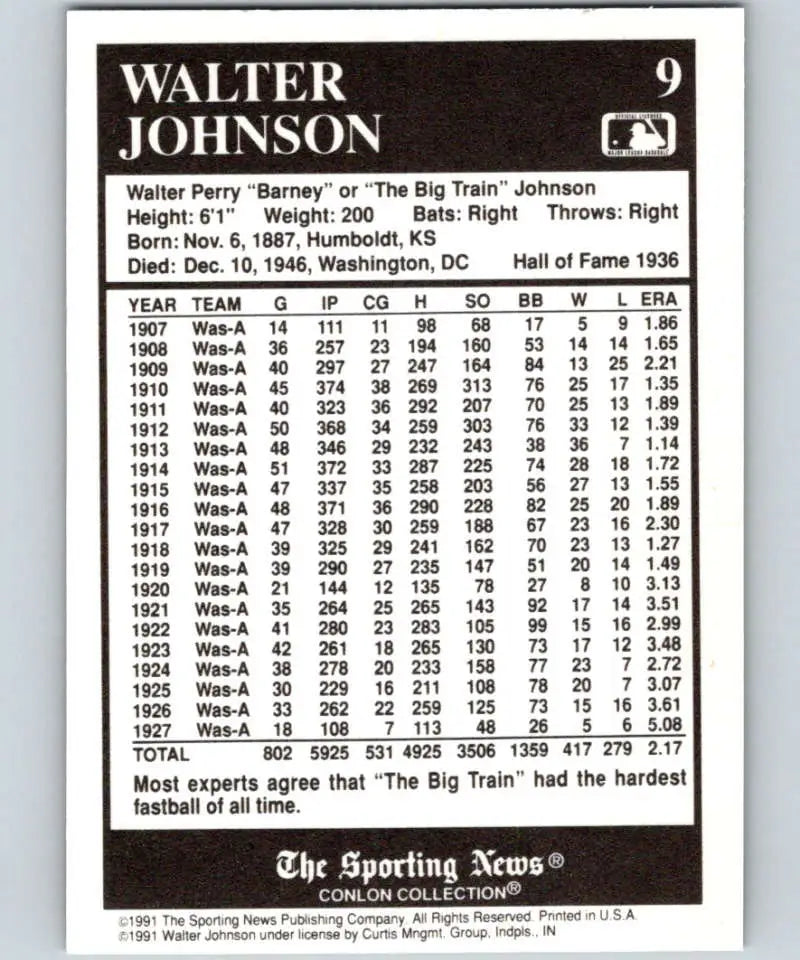 WALTER
JOHNSON
9
OFFICIAL LICENSEE
MAJOR LEAGUE BASEBALL
Walter Perry "Barney" or "The Big Train" Johnson
Height: 6'1" Weight: 200 Bats: Right Throws: Right
Born: Nov. 6, 1887, Humboldt, KS
Died: Dec. 10, 1946, Washington, DC Hall of Fame 1936
YEAR TEAM G IP CG H SO BB W L ERA
1907 Was-A 14 111 11 98 68 17 5 9 1.86
1908 Was-A 36 257 23 194 160 53 14 14 1.65
1909 Was-A 40 297 27 247 164 84 13 25 2.21
1910 Was-A 45 374 38 269 313 76 25 17 1.35
1911 Was-A 40 323 36 292 207 70 25 13 1.89
1912 Was-A 50 368 34 259 303 76 33 12 1.39
1913 Was-A 48 346 29 232 243 38 36 7 1.14
1914 Was-A 51 372 33 287 225 74 28 18 1.72
1915 Was-A 47 337 35 258 203 56 27 13 1.55
1916 Was-A 48 371 36 290 228 82 25 20 1.89
1917 Was-A 47 328 30 259 188 67 23 16 2.30
1918 Was-A 39 325 29 241 162 70 23 13 1.27
1919 Was-A 39 290 27 235 147 51 20 14 1.49
1920 Was-A 21 144 12 135 78 27 8 10 3.13
1921 Was-A 35 264 25 265 143 92 17 14 3.51
1922 Was-A 41 280 23 283 105 99 15 16 2.99
1923 Was-A 42 261 18 265 130 73 17 12 3.48
1924 Was-A 38 278 20 233 158 77 23 7 2.72
1925 Was-A 30 229 16 211 108 78 20 7 3.07
1926 Was-A 33 262 22 259 125 73 15 16 3.61
1927 Was-A 18 108 7 113 48 26 5 6 5.08
TOTAL 802 5925 531 4925 3506 1359 417 279 2.17
Most experts agree that "The Big Train" had the hardest
fastball of all time.
The Sporting News®
CONLON COLLECTION®
©1991 The Sporting News Publishing Company. All Rights Reserved. Printed in U.S.A.
©1991 Walter Johnson under license by Curtis Mngmt. Group, Indpls., IN